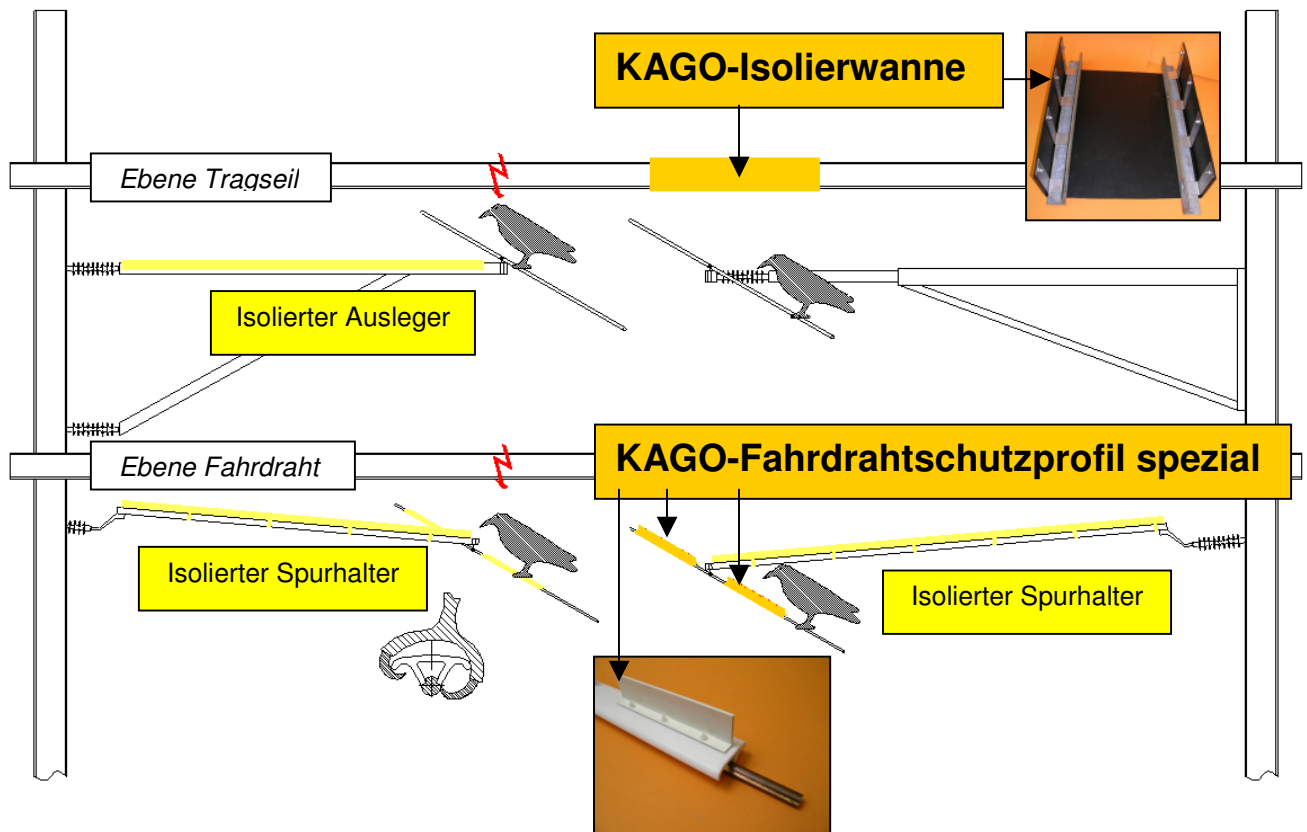 KAGO-Isolierwanne
Ebene Tragseil
Isolierter Ausleger
Ebene Fahrdraht
KAGO-Fahrdrahtschutzprofil spezial
Isolierter Spurhalter
Isolierter Spurhalter